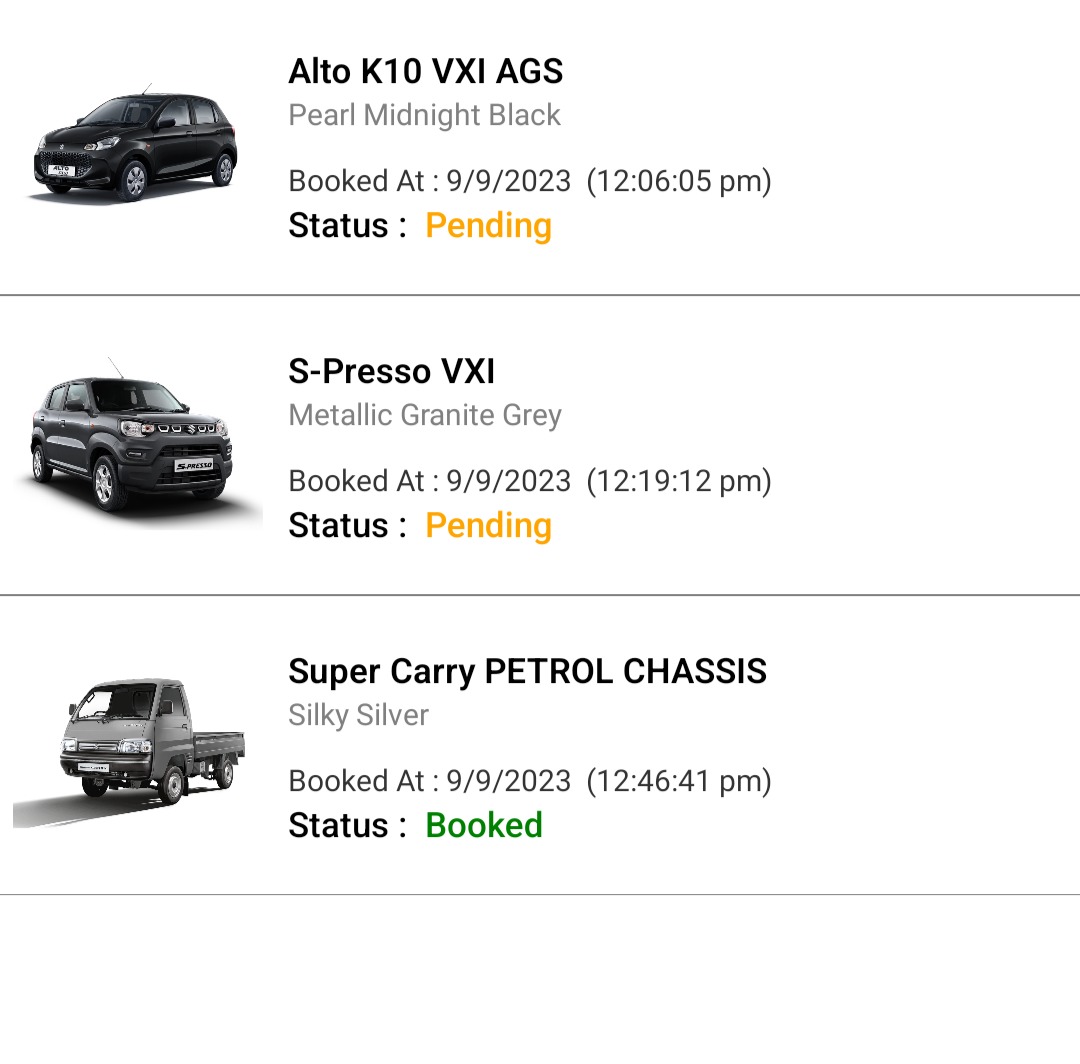 Alto K10 VXI AGS
Pearl Midnight Black
Booked At : 9/9/2023 (12:06:05 pm)
Status : Pending
ALTO
S-Presso VXI
Metallic Granite Grey
Booked At : 9/9/2023 (12:19:12 pm)
Status : Pending
S-PRESSO
Super Carry PETROL CHASSIS
Silky Silver
Booked At : 9/9/2023 (12:46:41 pm)
Status : Booked